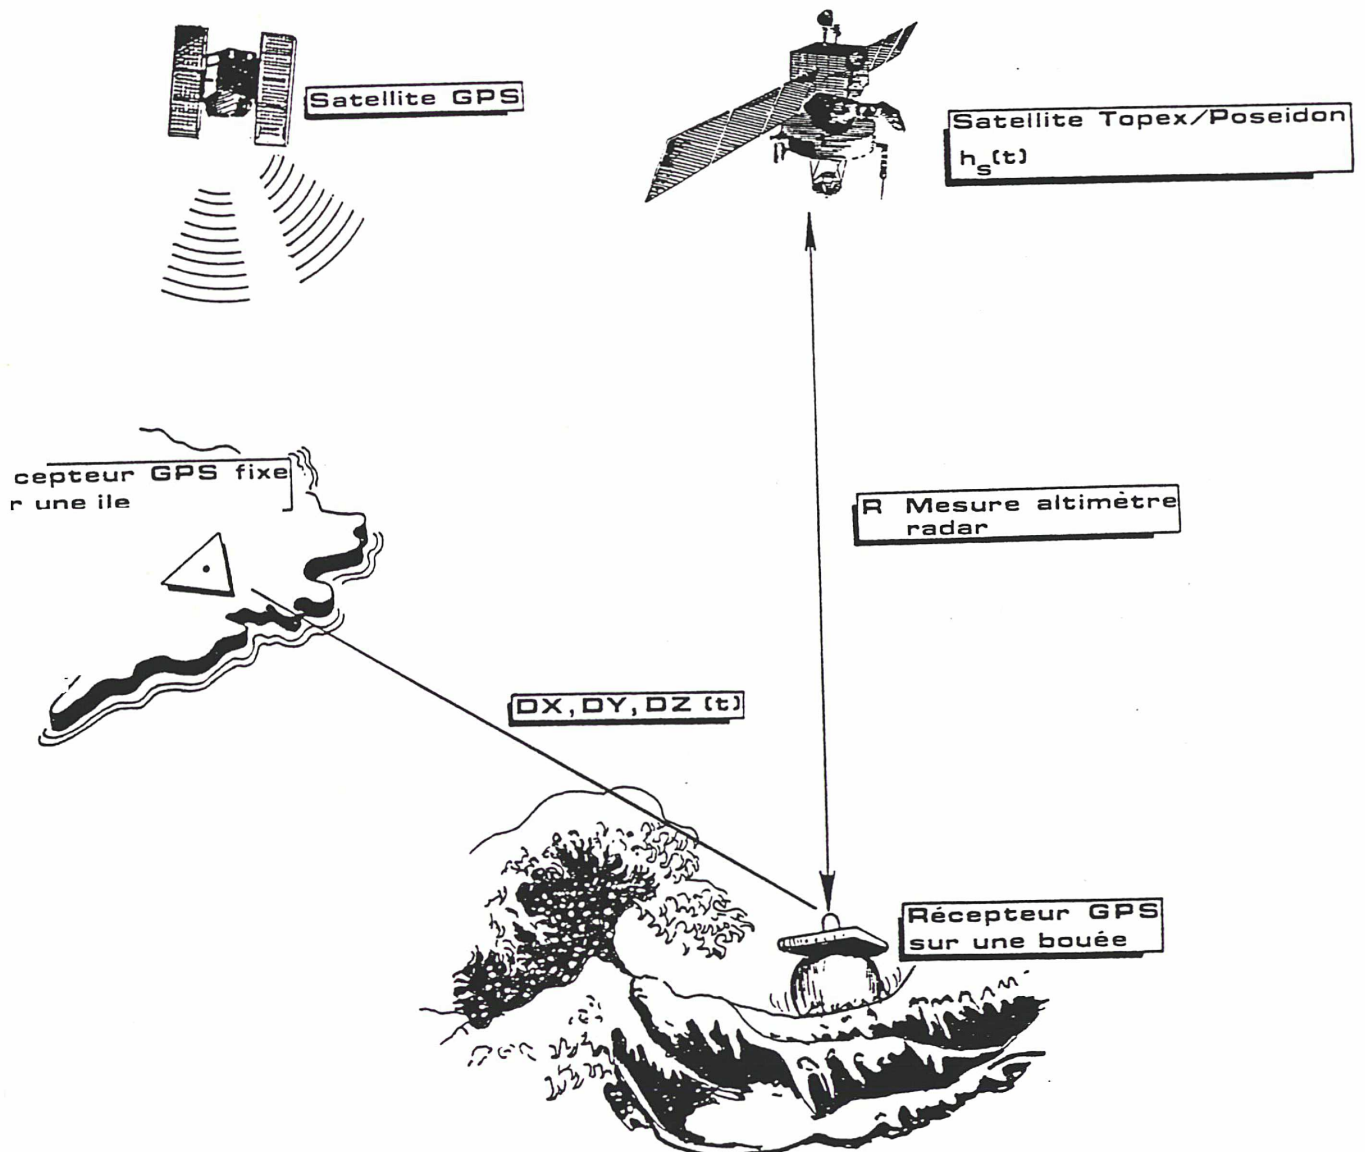 Satellite GPS
Satellite Topex/Poseidon
hs(t)
cepteur GPS fixe
r une ile
R Mesure altimètre
radar
DX, DY, DZ (t)
Récepteur GPS
sur une bouée